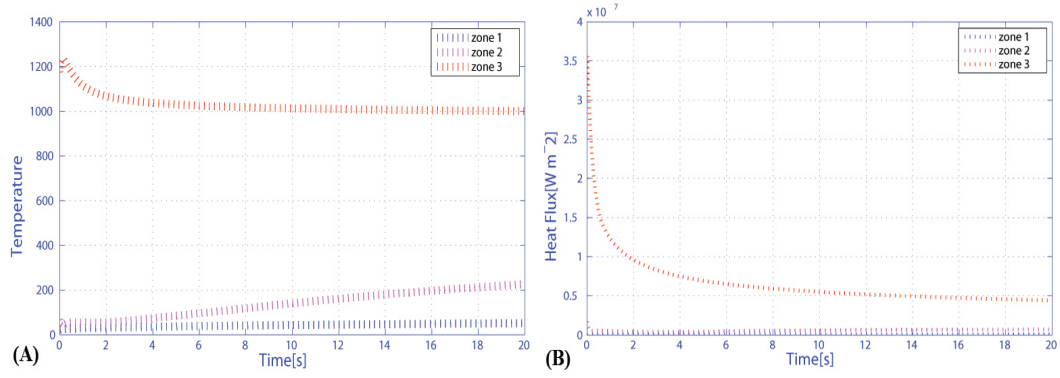 1400
1200
1000
800
600
400
200
0
0 2 4 6 8 10 12 14 16 18 20
Temperature
Time[s]
zone 1
zone 2
zone 3
(A)
x 10⁷
4
3.5
3
2.5
2
1.5
1
0.5
0
0 2 4 6 8 10 12 14 16 18 20
Heat Flux[W m¯2]
Time[s]
zone 1
zone 2
zone 3
(B)